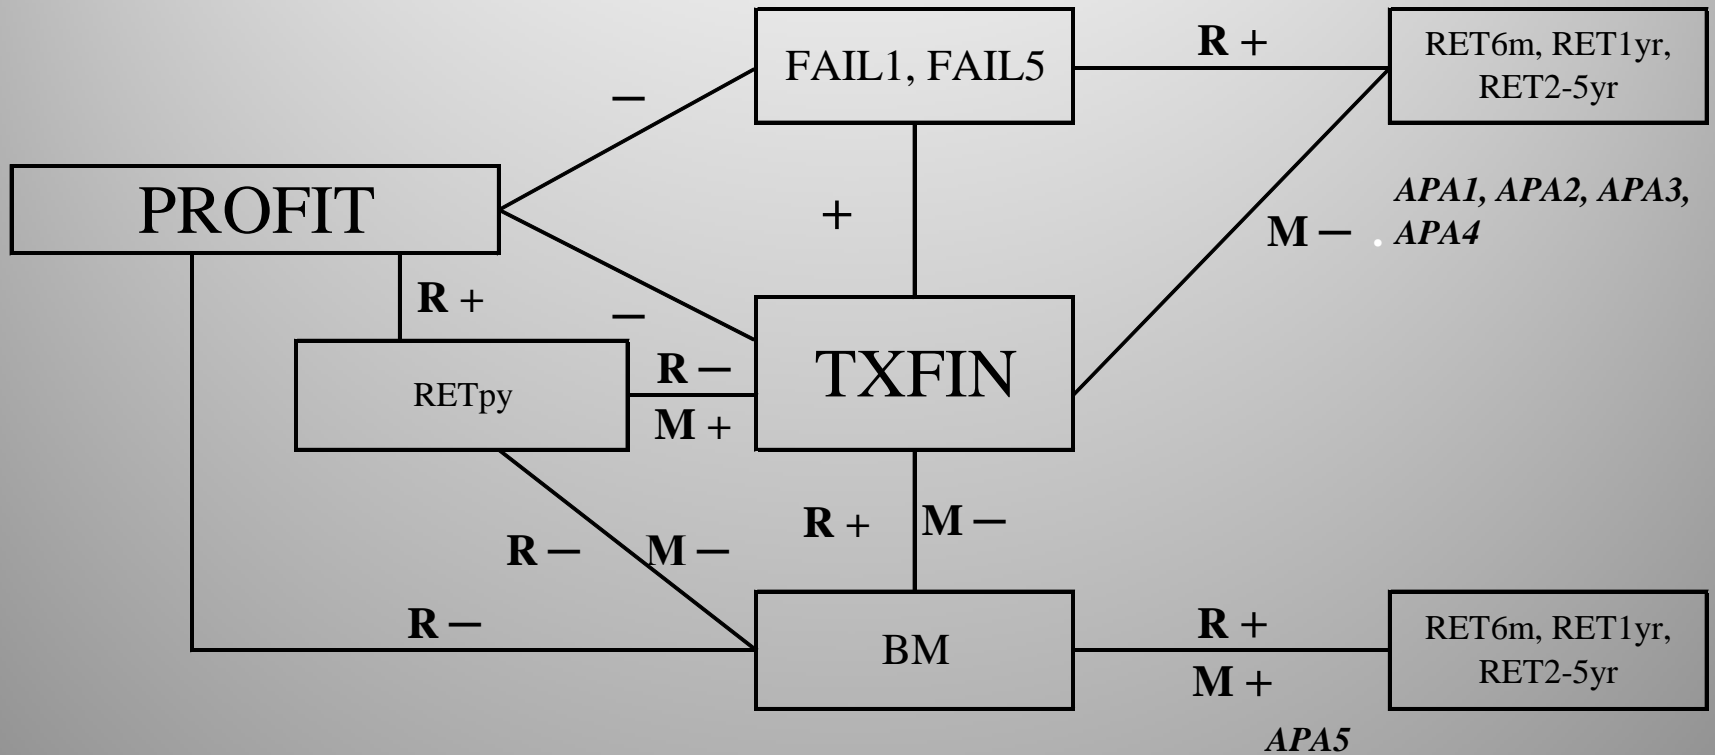 FAIL1, FAIL5
R +
RET6m, RET1yr,
RET2-5yr
—
PROFIT
+
APA1, APA2, APA3,
M — . APA4
R +
—
RETpy
R —
M +
TXFIN
R + M —
R — M —
R —
BM
R +
M +
RET6m, RET1yr,
RET2-5yr
APA5